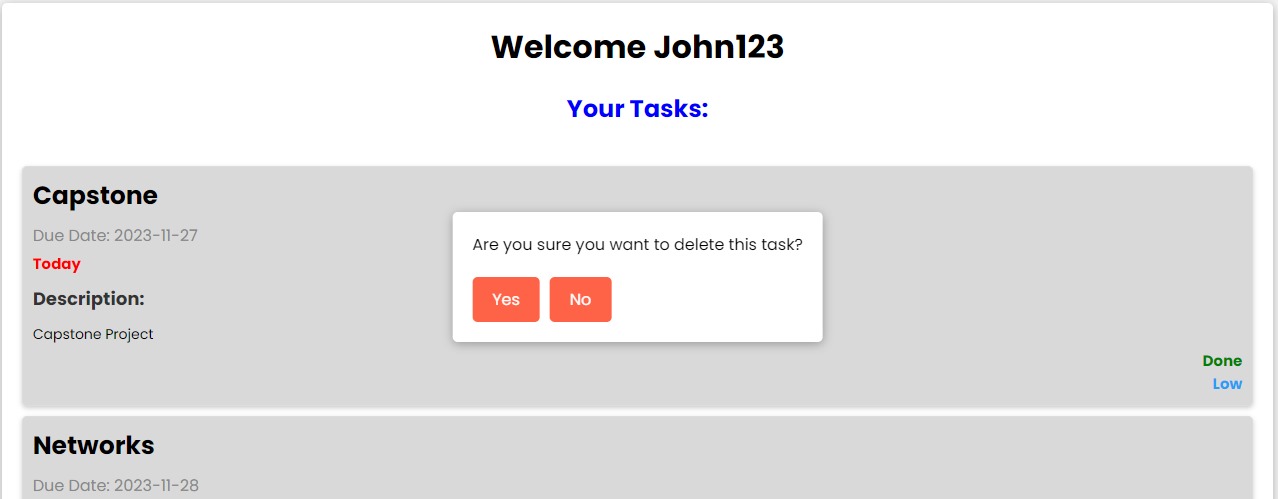 Welcome John123
Your Tasks:
Capstone
Due Date: 2023-11-27
Today
Description:
Capstone Project
Are you sure you want to delete this task?
Yes No
Done
Low
Networks
Due Date: 2023-11-28